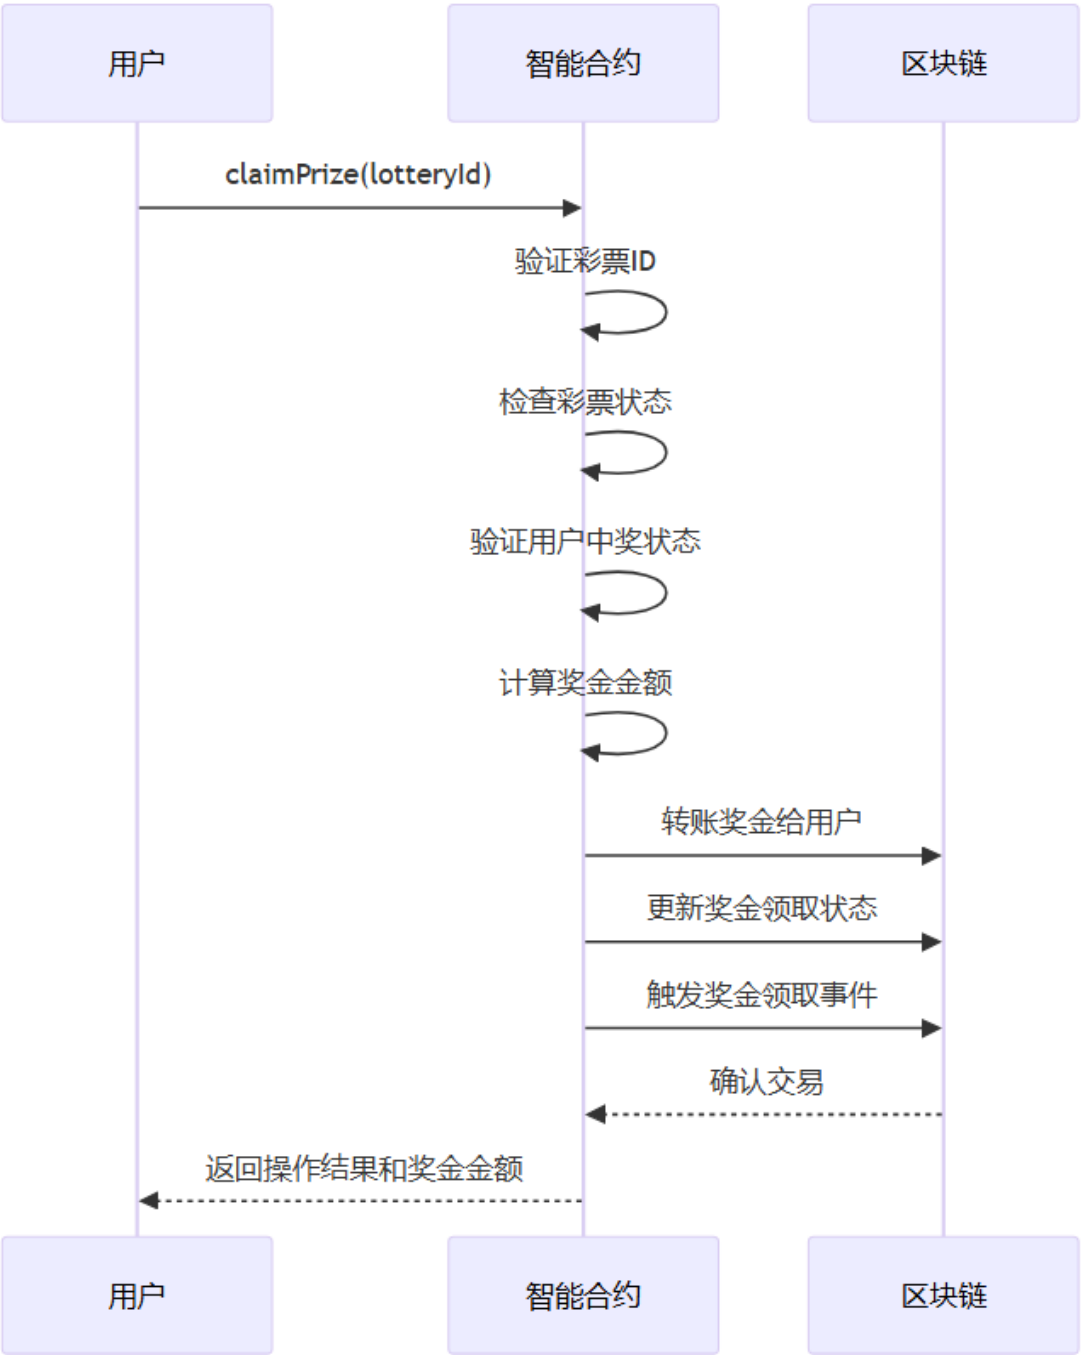 用户
智能合约
区块链
claimPrize(lotteryId)
验证彩票ID
检查彩票状态
验证用户中奖状态
计算奖金金额
转账奖金给用户
更新奖金领取状态
触发奖金领取事件
确认交易
返回操作结果和奖金金额
用户
智能合约
区块链